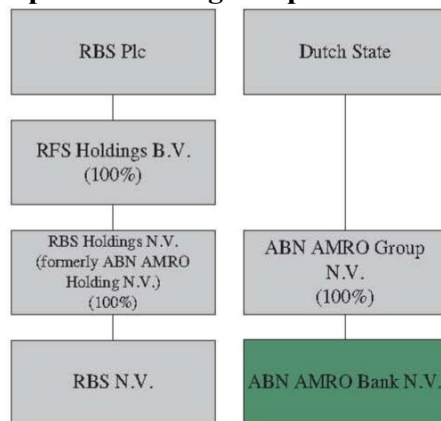 RBS Plc
RFS Holdings B.V.
(100%)
RBS Holdings N.V.
(formerly ABN AMRO
Holding N.V.)
(100%)
RBS N.V.
Dutch State
ABN AMRO Group
N.V.
(100%)
ABN AMRO Bank N.V.